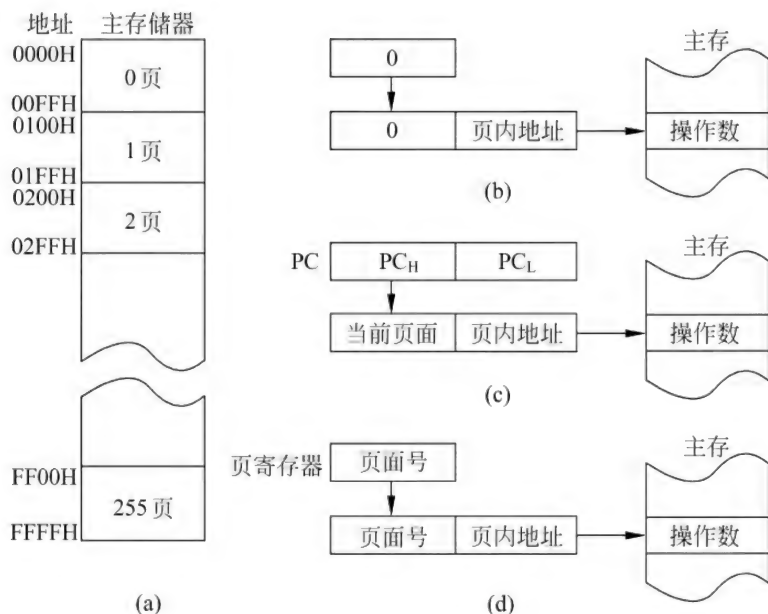 地址 主存储器
0000H
0页
00FFH
0100H
1页
01FFH
0200H
2页
02FFH
FF00H
255页
FFFFH
(a)
主存
0
0 页内地址 操作数
(b)
主存
PC PCH PCL
当前页面 页内地址 操作数
(c)
主存
页寄存器 页面号
页面号 页内地址 操作数
(d)